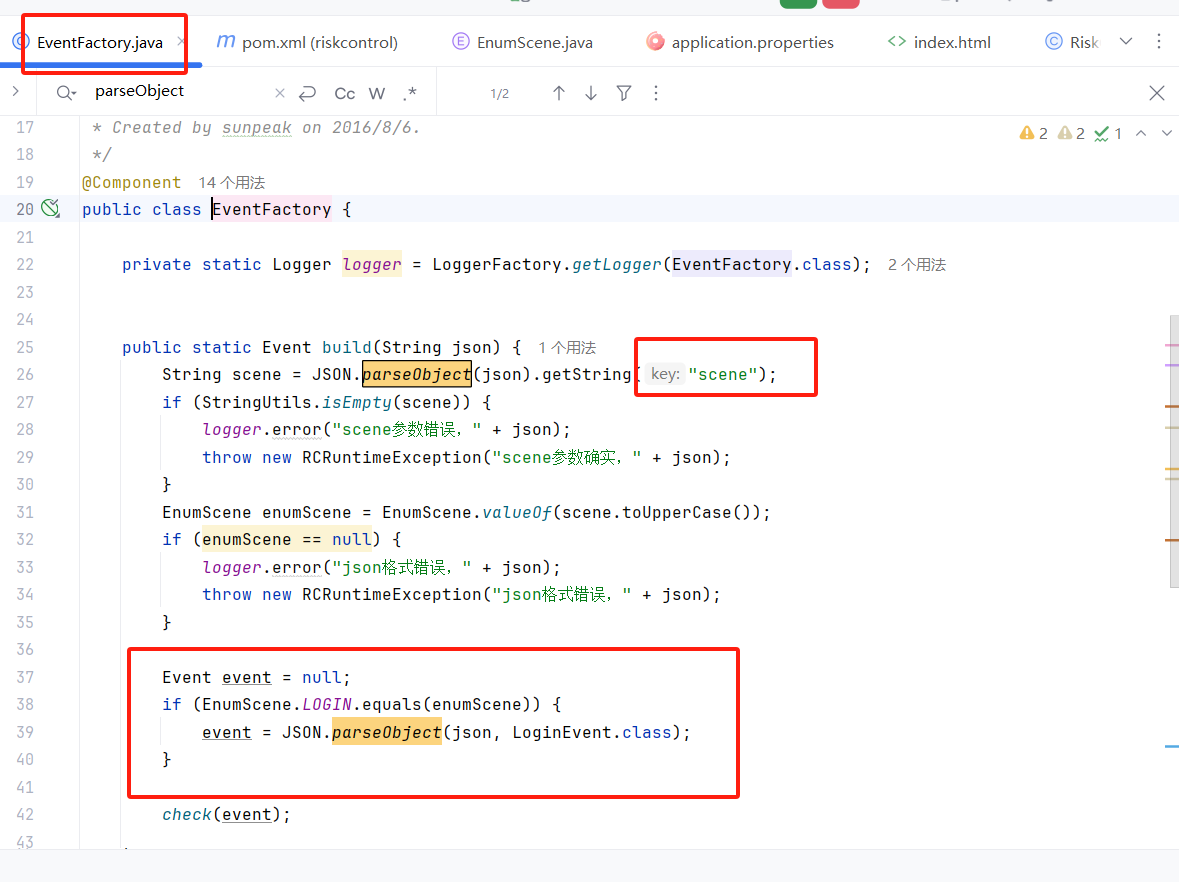 EventFactory.java
pom.xml (riskcontrol)
EnumScene.java
application.properties
index.html
Risk
parseObject
Cc W .*
1/2
17 * Created by sunpeak on 2016/8/6.
2 2 1
18 */
19 @Component 14 个用法
20 public class EventFactory {
21
22 private static Logger logger = LoggerFactory.getLogger(EventFactory.class); 2 个用法
23
24
25 public static Event build(String json) { 1 个用法
26 String scene = JSON.parseObject(json).getString( key: "scene");
27 if (StringUtils.isEmpty(scene)) {
28 logger.error("scene参数错误，" + json);
29 throw new RCRuntimeException("scene参数确实，" + json);
30 }
31 EnumScene enumScene = EnumScene.valueOf(scene.toUpperCase());
32 if (enumScene == null) {
33 logger.error("json格式错误，" + json);
34 throw new RCRuntimeException("json格式错误，" + json);
35 }
36
37 Event event = null;
38 if (EnumScene.LOGIN.equals(enumScene)) {
39 event = JSON.parseObject(json, LoginEvent.class);
40 }
41
42 check(event);
43